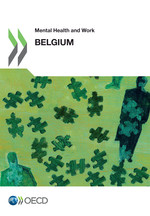 Mental Health and Work
BELGIUM
OECD